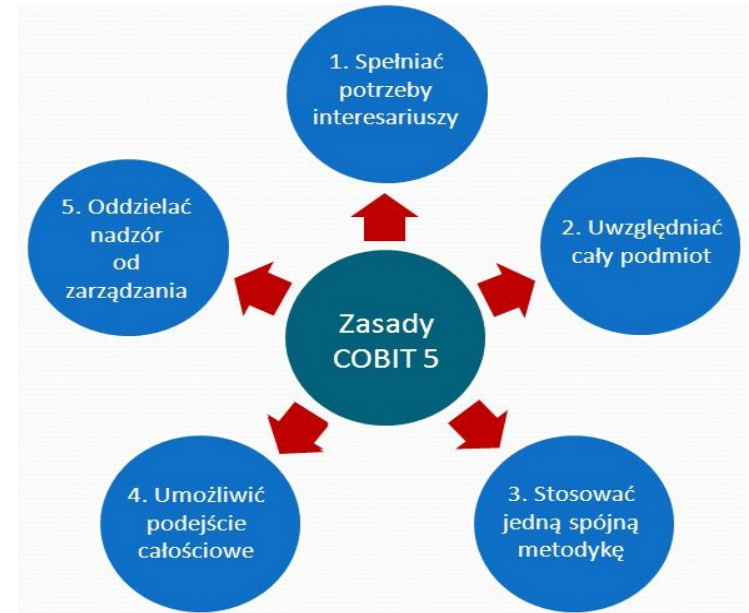 1. Spełniać
potrzeby
interesariuszy
2. Uwzględniać
cały podmiot
3. Stosować
jedną spójną
metodykę
4. Umożliwić
podejście
całościowe
5. Oddzielać
nadzór
od
zarządzania
Zasady
COBIT 5